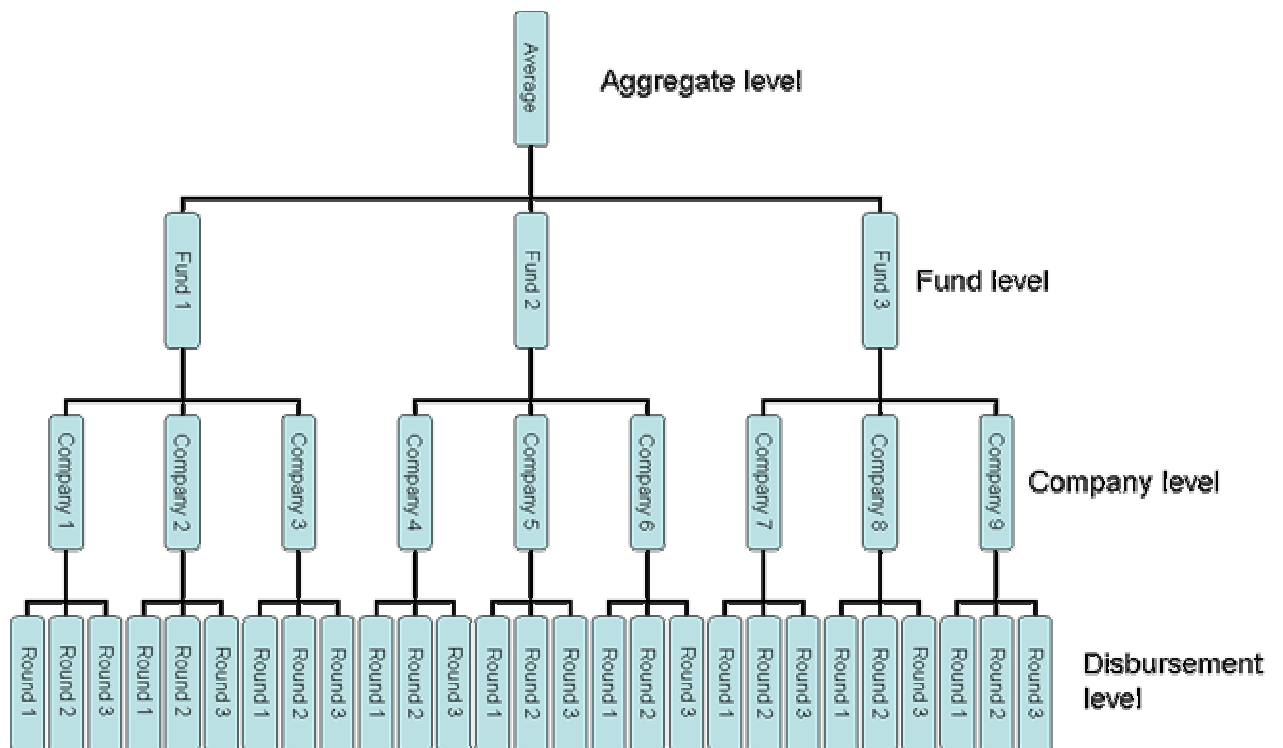 Average
Aggregate level
Fund 1
Fund 2
Fund 3
Fund level
Company 1
Company 2
Company 3
Company 4
Company 5
Company 6
Company 7
Company 8
Company 9
Company level
Round 1
Round 2
Round 3
Round 1
Round 2
Round 3
Round 1
Round 2
Round 3
Round 1
Round 2
Round 3
Round 1
Round 2
Round 3
Round 1
Round 2
Round 3
Round 1
Round 2
Round 3
Round 1
Round 2
Round 3
Round 1
Round 2
Round 3
Disbursement
level